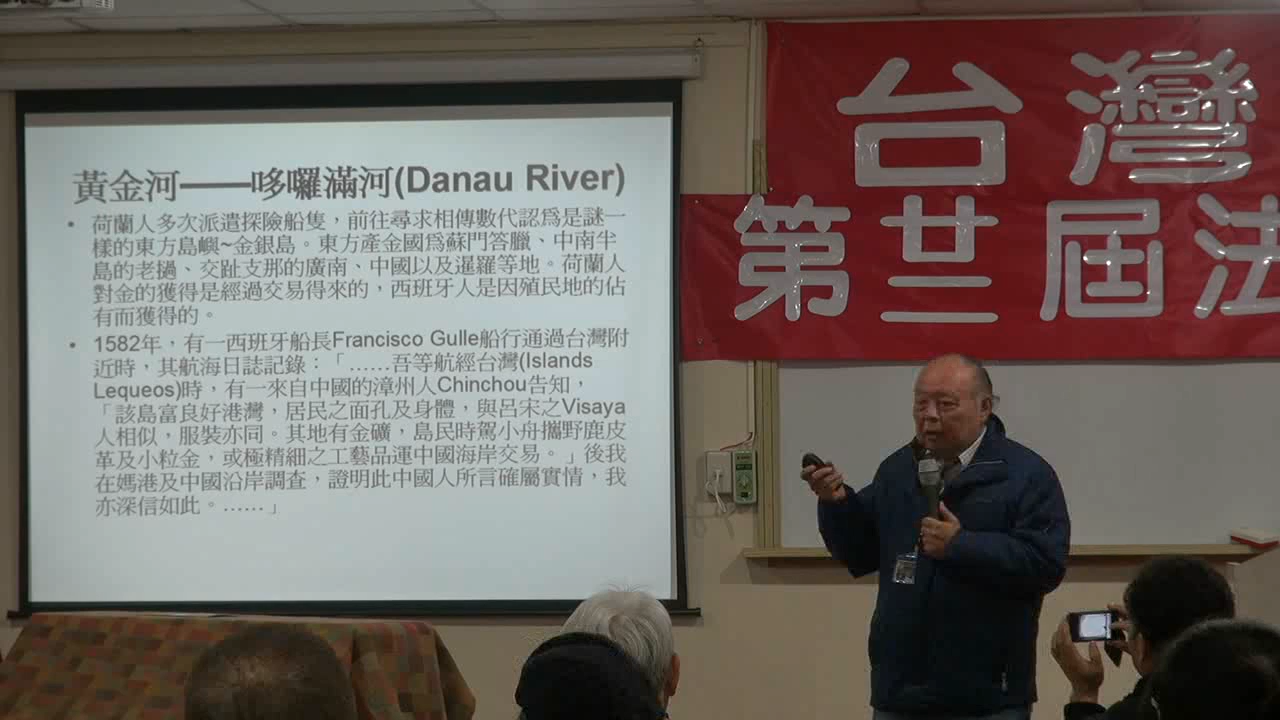 黃金河——哆囉滿河(Danau River)
• 荷蘭人多次派遣探險船隻，前往尋求相傳數代認爲是謎一
樣的東方島嶼~金銀島。東方產金國爲蘇門答臘、中南半
島的老撾、交趾支那的廣南、中國以及暹羅等地。荷蘭人
對金的獲得是經過交易得來的，西班牙人是因殖民地的佔
有而獲得的。
• 1582年，有一西班牙船長Francisco Gulle船行通過台灣附
近時，其航海日誌記錄：「……吾等航經台灣(Islands
Lequeos)時，有一來自中國的漳州人Chinchou告知，
「該島富良好港灣，居民之面孔及身體，與呂宋之Visaya
人相似，服裝亦同。其地有金礦，島民時駕小舟攜野鹿皮
革及小粒金，或極精細之工藝品運中國海岸交易。」後我
在媽港及中國沿岸調查，證明此中國人所言確屬實情，我
亦深信如此。……」
台灣
第廿二屆法